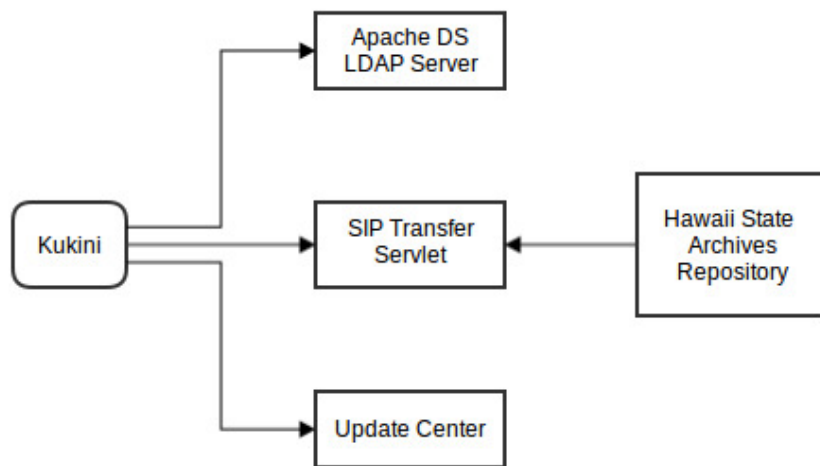 Apache DS
LDAP Server
Kukini
SIP Transfer
Servlet
Hawaii State
Archives
Repository
Update Center